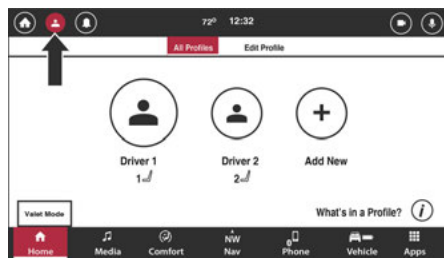 72° 12:32
All Profiles Edit Profile
Driver 1 Driver 2 Add New
1 2
What's in a Profile? i
Valet Mode
NW
Home Media Comfort Nav Phone Vehicle Apps